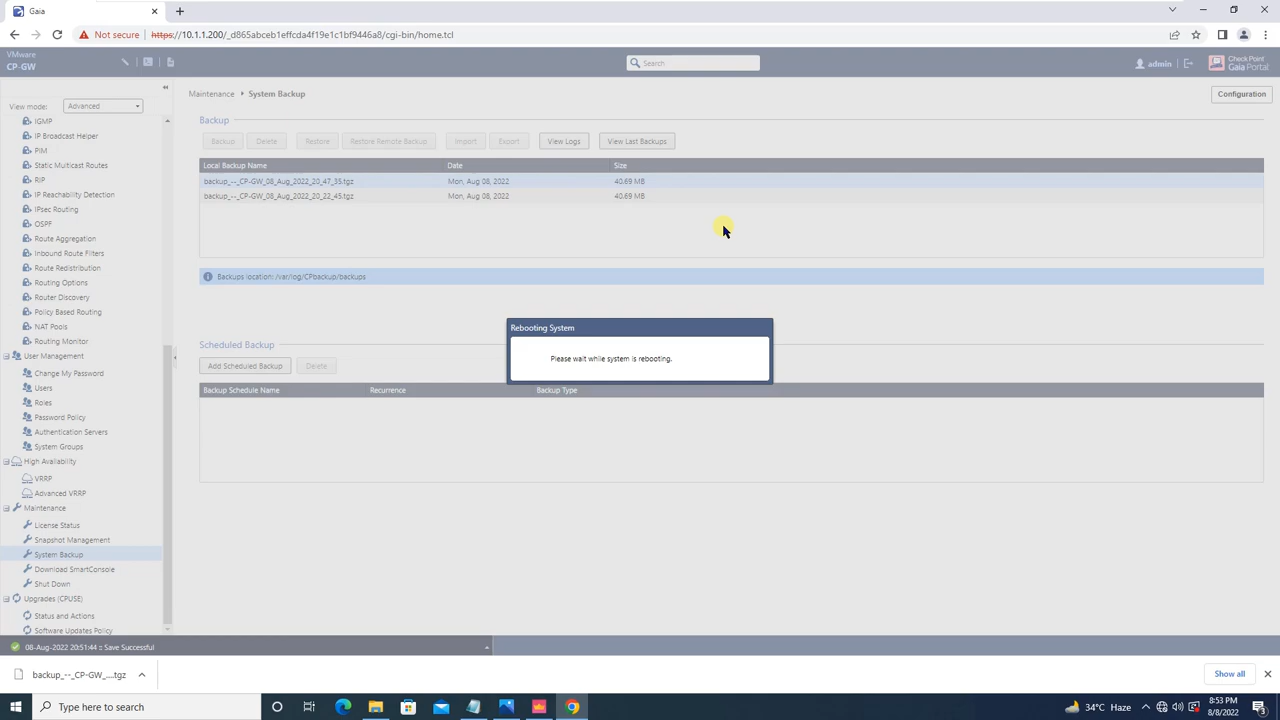 Gaia
Not secure
https://10.1.1.200/_d865abceb1effcda4f19e1c1bf9446a8/cgi-bin/home.tcl
VMware
CP-GW
Search
admin
Check Point
Gaia Portal
View mode:
Advanced
Maintenance
System Backup
Configuration
IGMP
IP Broadcast Helper
PIM
Static Multicast Routes
RIP
IP Reachability Detection
IPsec Routing
OSPF
Route Aggregation
Inbound Route Filters
Route Redistribution
Routing Options
Router Discovery
Policy Based Routing
NAT Pools
Routing Monitor
User Management
Change My Password
Users
Roles
Password Policy
Authentication Servers
System Groups
High Availability
VRRP
Advanced VRRP
Maintenance
License Status
Snapshot Management
System Backup
Download SmartConsole
Shut Down
Upgrades (CPUSE)
Status and Actions
Software Updates Policy
Backup
Backup Delete Restore Restore Remote Backup Import Export View Logs View Last Backups
Local Backup Name Date Size
backup_--_CP-GW_08_Aug_2022_20_47_35.tgz Mon, Aug 08, 2022 40.69 MB
backup_--_CP-GW_08_Aug_2022_20_22_45.tgz Mon, Aug 08, 2022 40.69 MB
Backups location:/var/log/CPbackup/backups
Rebooting System
Please wait while system is rebooting.
Scheduled Backup
Add Scheduled Backup Delete
Backup Schedule Name Recurrence Backup Type
08-Aug-2022 20:51:44 :: Save Successful
backup_--_CP-GW_....tgz
Show all
Type here to search
34°C Haze
8:53 PM
8/8/2022